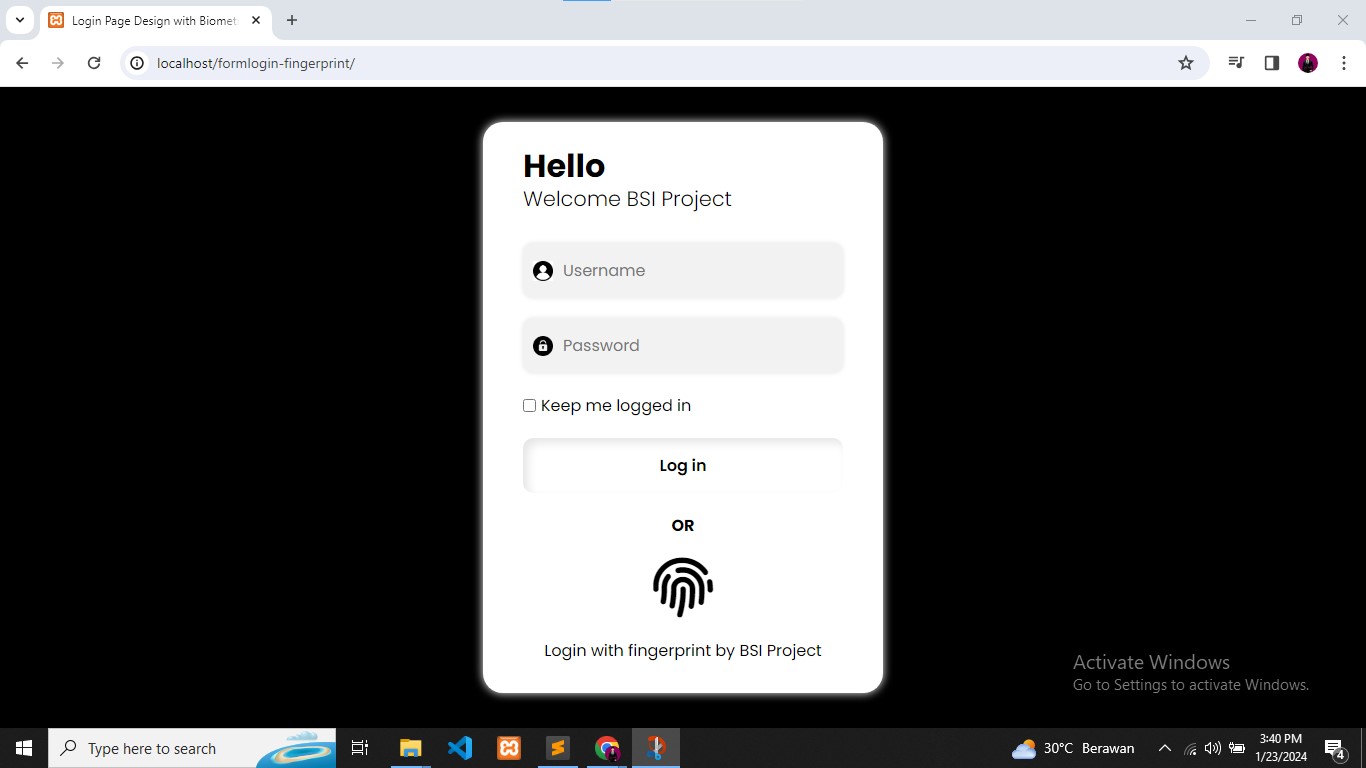 Login Page Design with Biomet
localhost/formlogin-fingerprint/
Hello
Welcome BSI Project
Username
Password
Keep me logged in
Log in
OR
Login with fingerprint by BSI Project
Activate Windows
Go to Settings to activate Windows.
Type here to search
30°C Berawan
3:40 PM
1/23/2024
4